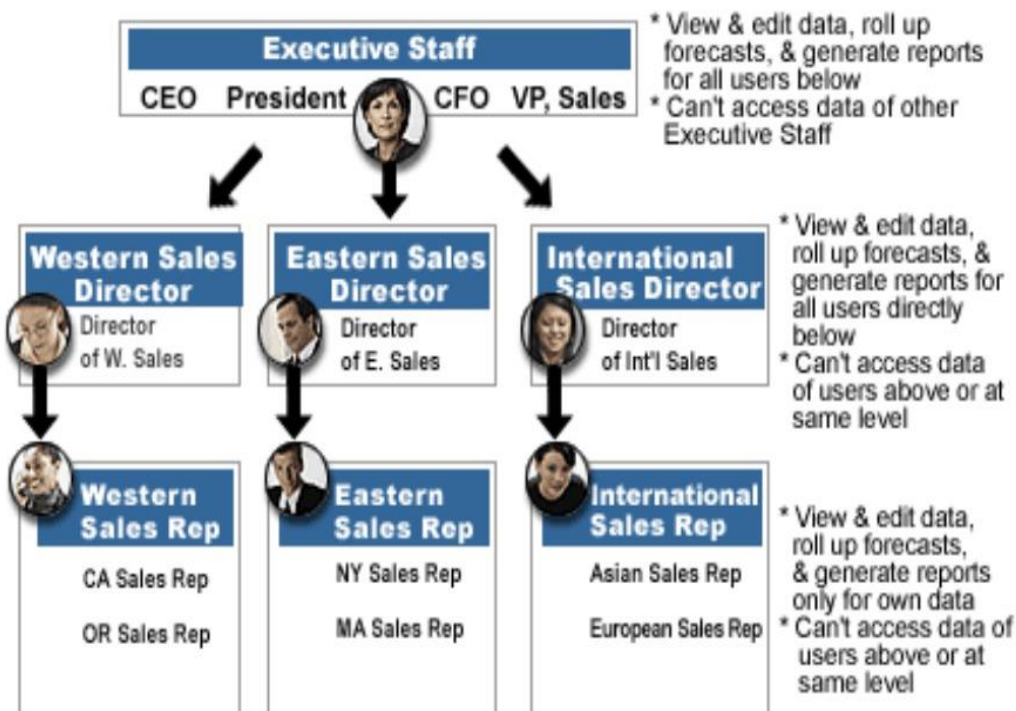 Executive Staff
CEO President CFO VP, Sales
* View & edit data, roll up
forecasts, & generate reports
for all users below
* Can't access data of other
Executive Staff
Western Sales
Director
Director
of W. Sales
Eastern Sales
Director
Director
of E. Sales
International
Sales Director
Director
of Int'l Sales
* View & edit data,
roll up forecasts, &
generate reports for
all users directly
below
* Can't access data
of users above or at
same level
Western
Sales Rep
CA Sales Rep
OR Sales Rep
Eastern
Sales Rep
NY Sales Rep
MA Sales Rep
International
Sales Rep
Asian Sales Rep
European Sales Rep
* View & edit data,
roll up forecasts,
& generate reports
only for own data
* Can't access data of
users above or at
same level